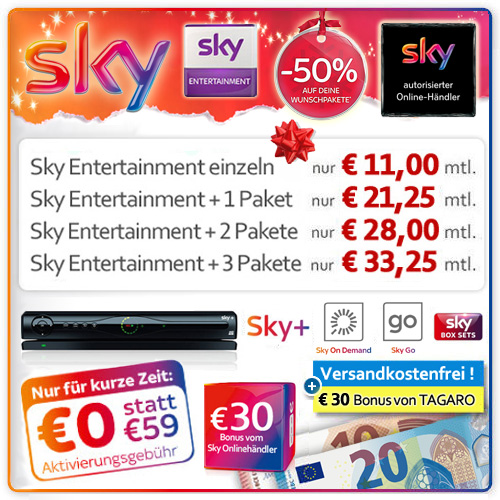 sky
sky
ENTERTAINMENT
-50%
AUF DEINE
WUNSCHPAKETE*
sky
autorisierter
Online-Händler
Sky Entertainment einzeln nur € 11,00 mtl.
Sky Entertainment + 1 Paket nur € 21,25 mtl.
Sky Entertainment + 2 Pakete nur € 28,00 mtl.
Sky Entertainment + 3 Pakete nur € 33,25 mtl.
sky+
Sky+
Sky On Demand
go
Sky Go
sky
BOX SETS
Nur für kurze Zeit:
€0 statt €59
Aktivierungsgebühr
€30
Bonus vom
Sky Onlinehändler
Versandkostenfrei !
+ € 30 Bonus von TAGARO
10
20